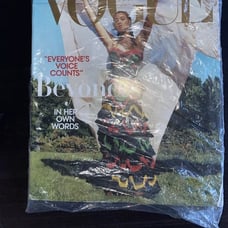 VOGUE
"EVERYONE'S
VOICE
COUNTS"
Beyoncé
IN HER
OWN
WORDS